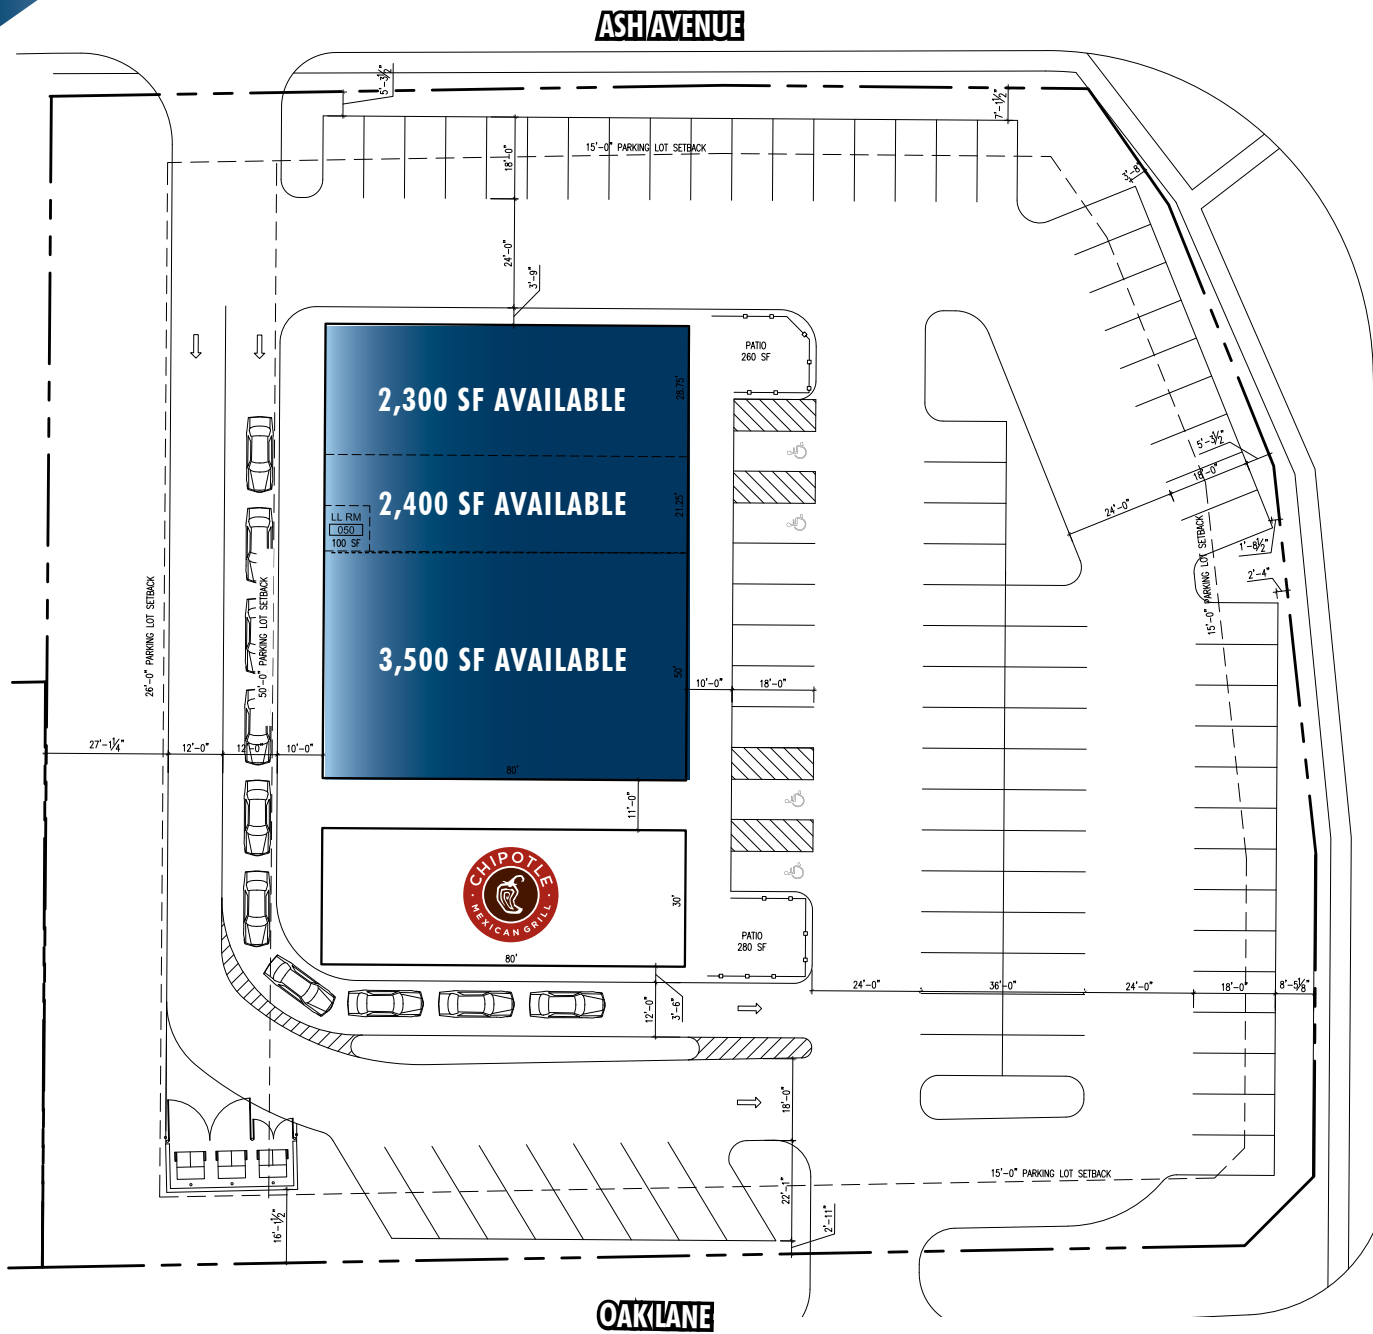 ASH AVENUE
5'-3½"
7'-1½"
15'-0" PARKING LOT SETBACK
18'-0"
3'-8"
24'-0"
3'-9"
PATIO
260 SF
2,300 SF AVAILABLE
28.75'
5'-3½"
18'-0"
24'-0"
2,400 SF AVAILABLE
21.25'
LL RM
050
100 SF
1'-8½"
2'-4"
15'-0" PARKING LOT SETBACK
26'-0" PARKING LOT SETBACK
50'-0" PARKING LOT SETBACK
3,500 SF AVAILABLE
50'
10'-0"
18'-0"
27'-1¼"
12'-0"
12'-0"
10'-0"
80'
11'-0"
CHIPOTLE
MEXICAN GRILL
30'
80'
PATIO
280 SF
24'-0"
36'-0"
24'-0"
18'-0"
8'-5⅛"
12'-0"
3'-6"
18'-0"
15'-0" PARKING LOT SETBACK
22'-1"
2'-11"
16'-1½"
OAK LANE